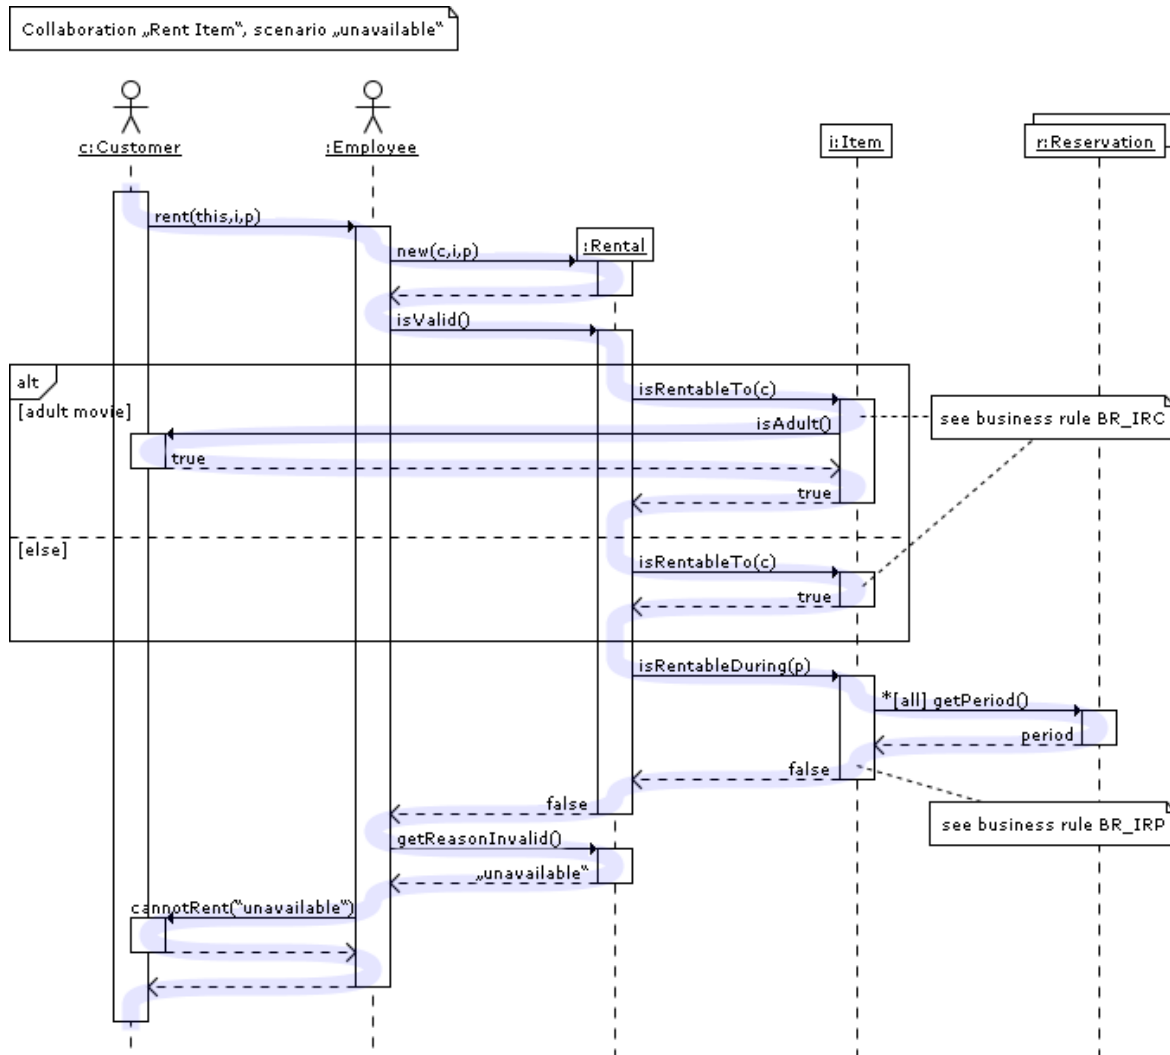 Collaboration „Rent Item‟, scenario „unavailable‟
c:Customer
:Employee
i:Item
r:Reservation
rent(this,i,p)
new(c,i,p)
:Rental
isValid()
alt
[adult movie]
isRentableTo(c)
see business rule BR_IRC
isAdult()
true
true
[else]
isRentableTo(c)
true
isRentableDuring(p)
*[all] getPeriod()
period
false
false
see business rule BR_IRP
getReasonInvalid()
„unavailable‟
cannotRent(‟unavailable‟)